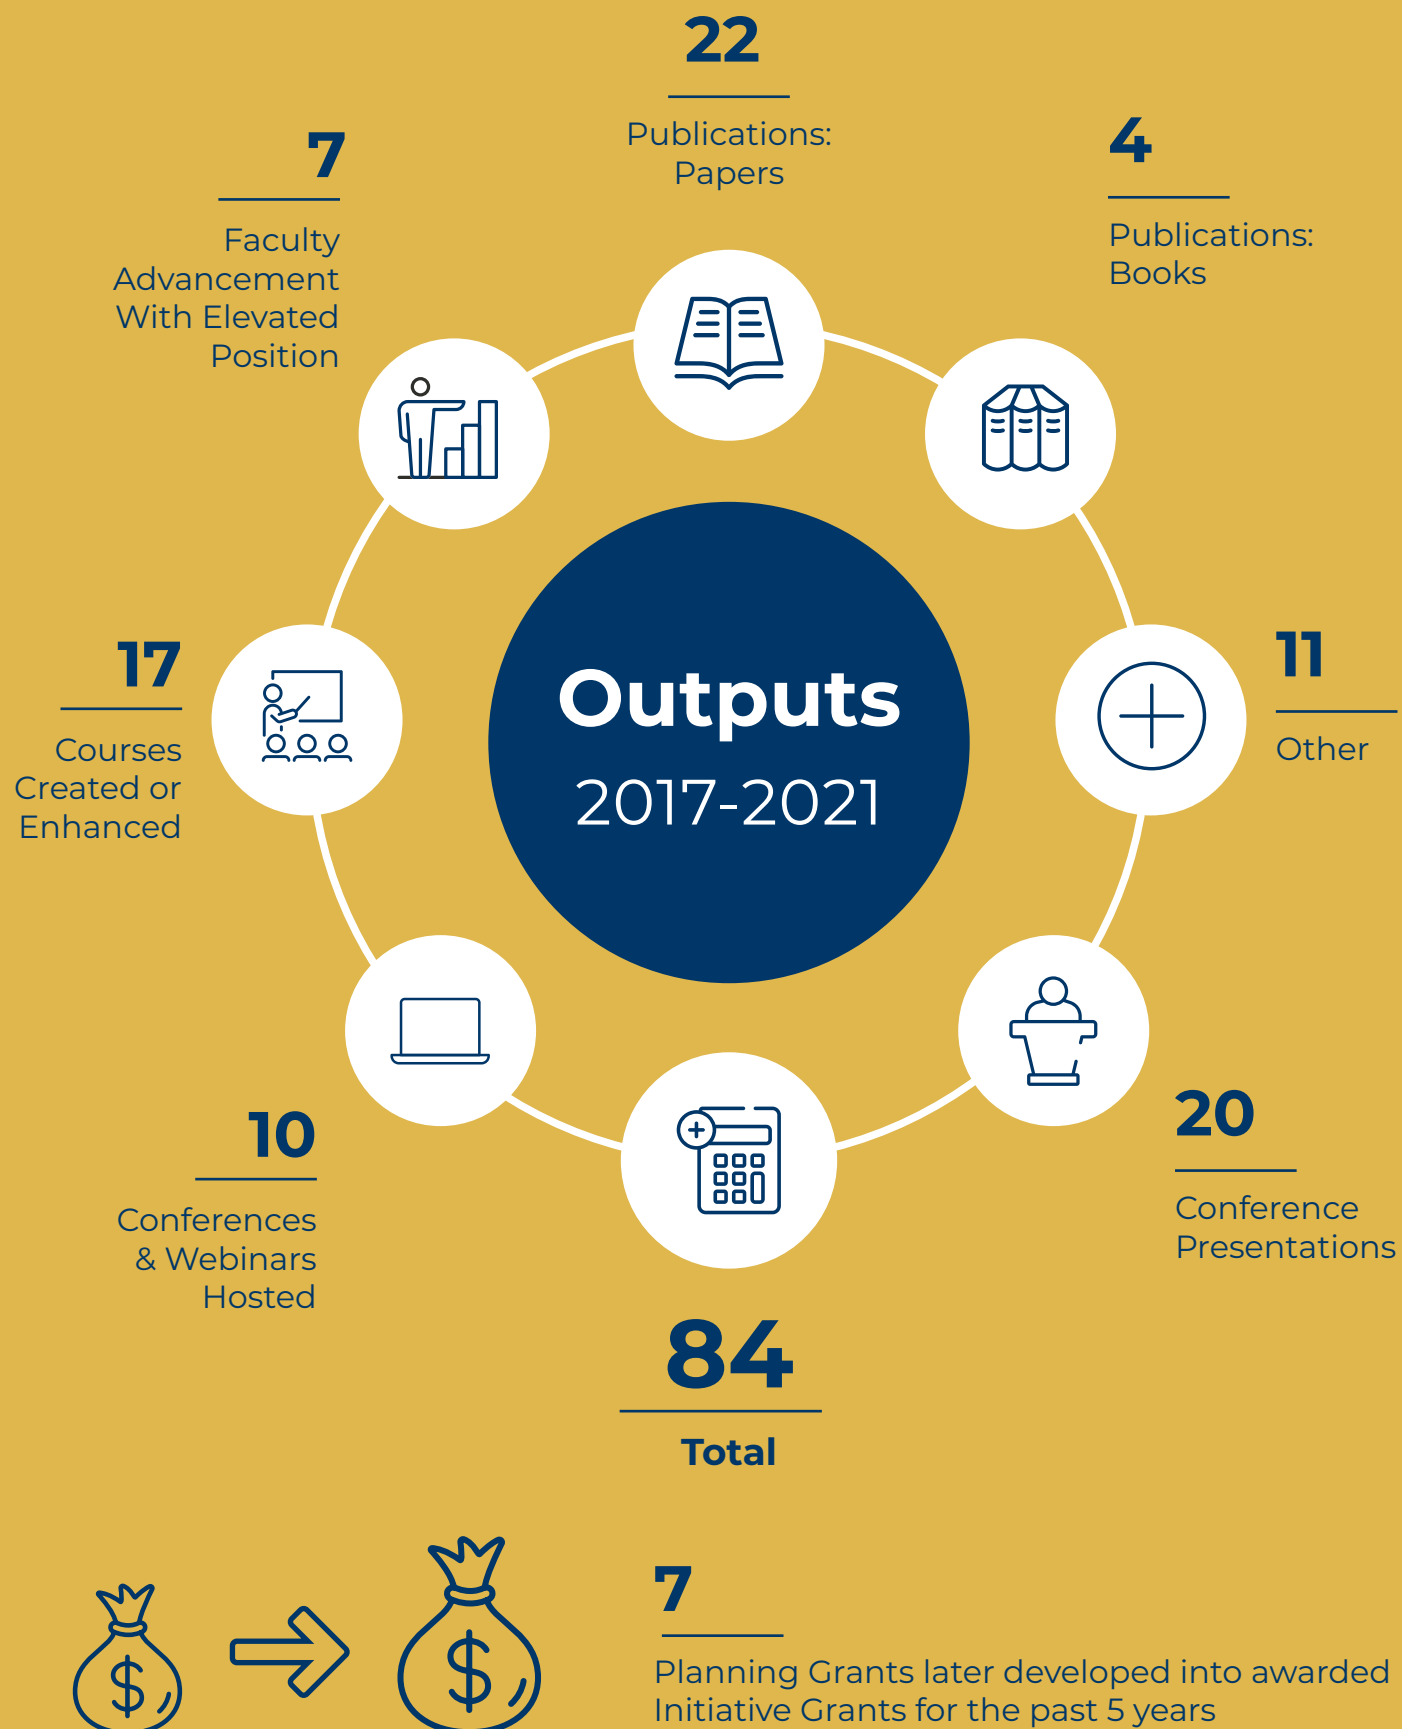 22
Publications:
Papers
4
Publications:
Books
7
Faculty
Advancement
With Elevated
Position
Outputs
2017-2021
11
Other
17
Courses
Created or
Enhanced
20
Conference
Presentations
10
Conferences
& Webinars
Hosted
84
Total
7
Planning Grants later developed into awarded
Initiative Grants for the past 5 years
$
$